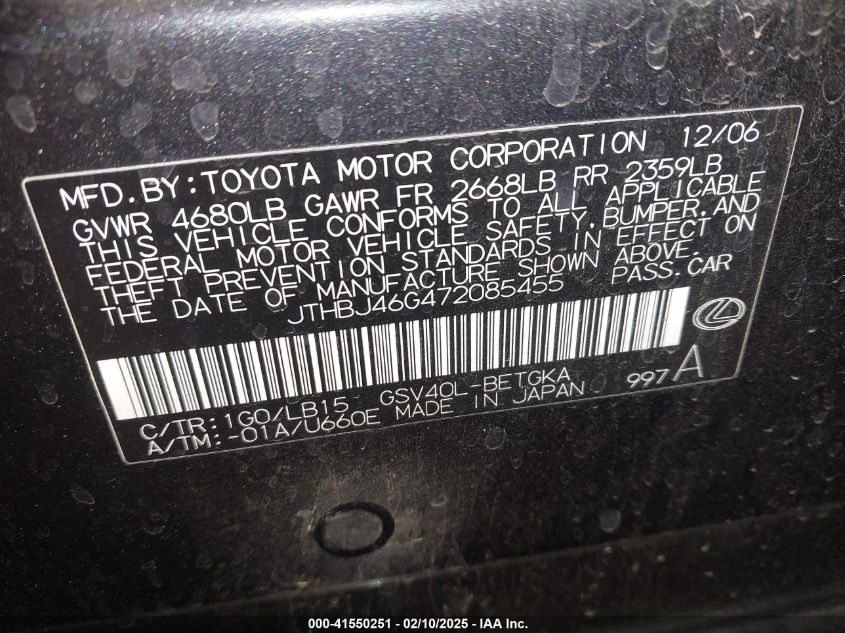 MFD.BY:TOYOTA MOTOR CORPORATION 12/06
GVWR 4680LB GAWR FR 2668LB RR 2359LB
THIS VEHICLE CONFORMS TO ALL APPLICABLE
FEDERAL MOTOR VEHICLE SAFETY,BUMPER,AND
THEFT PREVENTION STANDARDS IN EFFECT ON
THE DATE OF MANUFACTURE SHOWN ABOVE.
JTHBJ46G472085455 PASS.CAR
C/TR:1G0/LB15 GSV40L-BETGKA 997A
A/TM:-01A/U660E MADE IN JAPAN
000-41550251 - 02/10/2025 - IAA Inc.